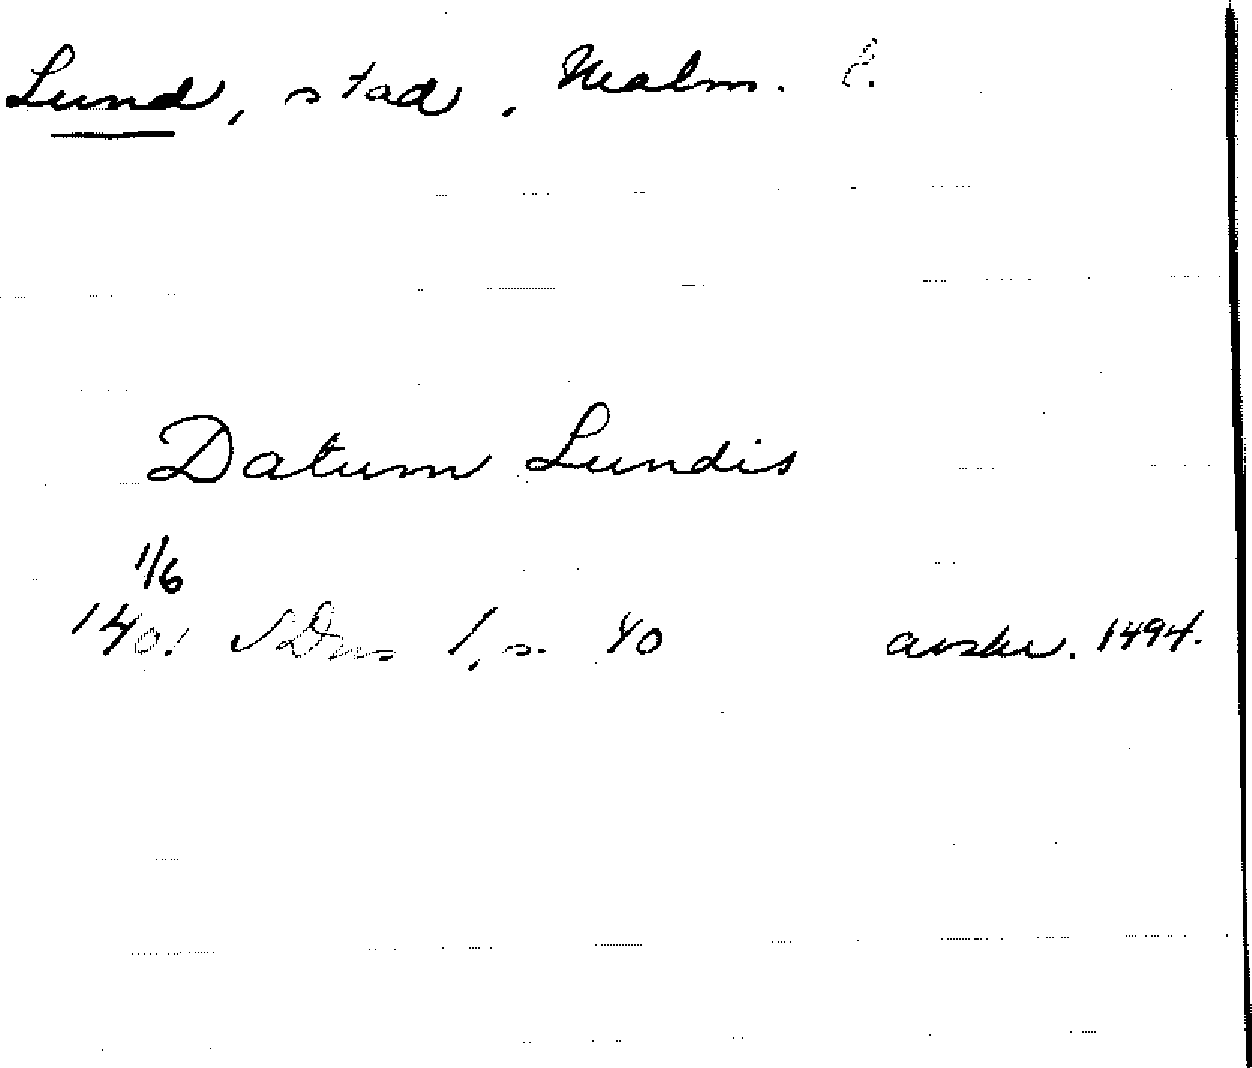 Lund, stad, Malm. l.
Datum Lundis
1/6
1401 SDns 1, s. 40 avskr. 1494.